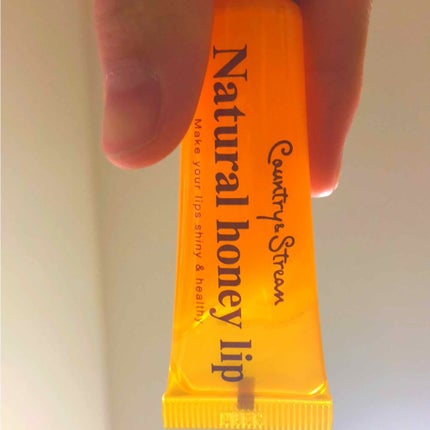 Country & Stream
Natural honey lip
Make your lips shiny & healthy